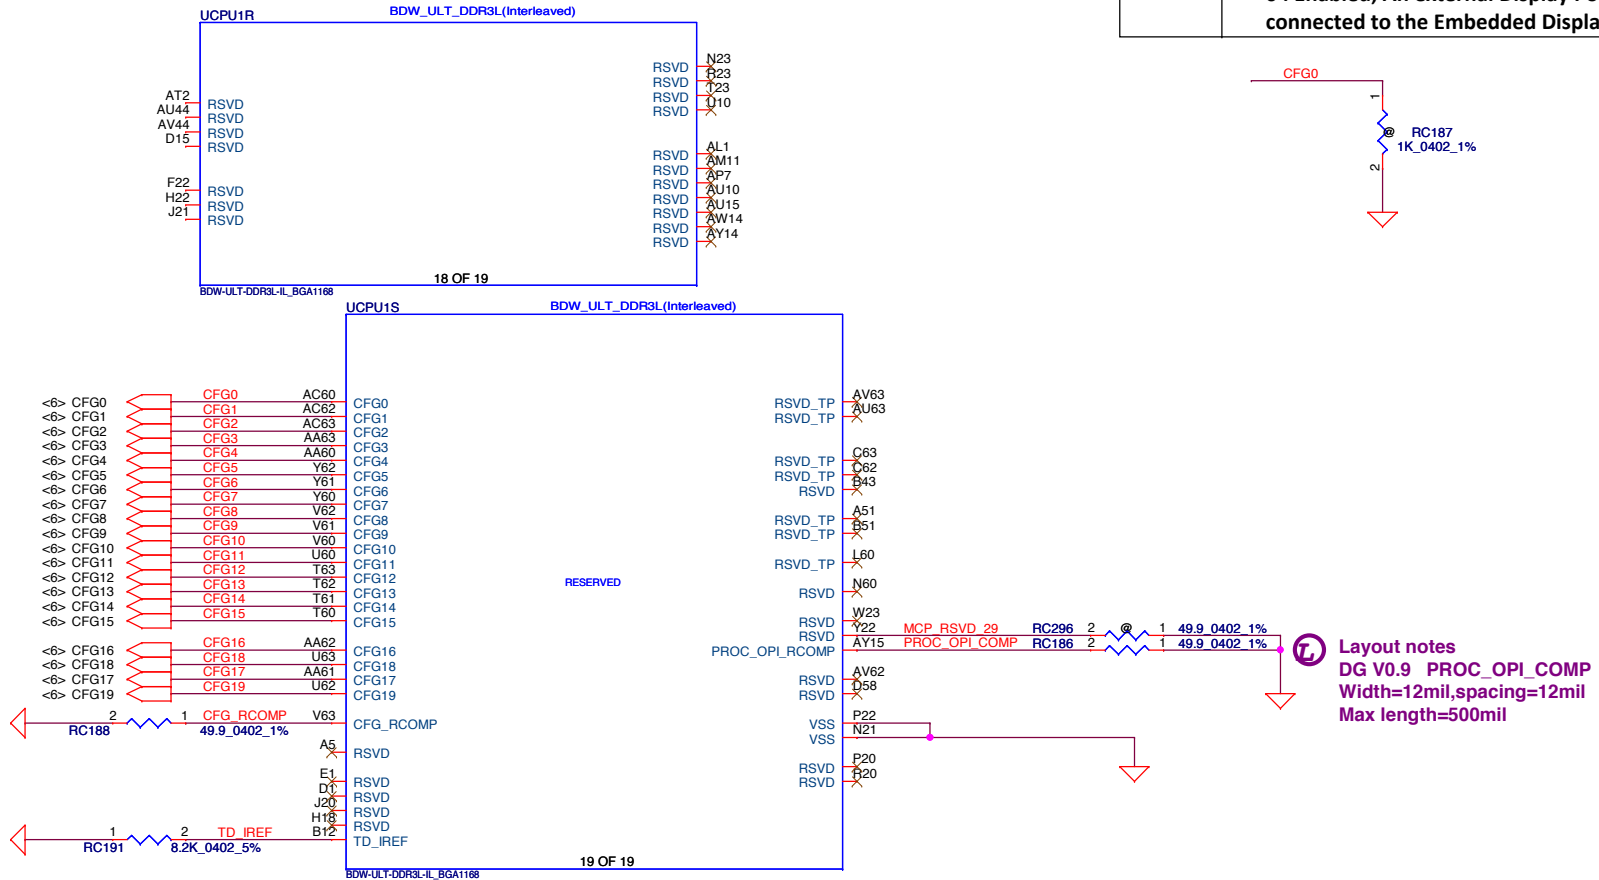 0 : Enabled; An external Display Po
connected to the Embedded Displa
UCPU1R
BDW_ULT_DDR3L(Interleaved)
AT2 RSVD
AU44 RSVD
AV44 RSVD
D15 RSVD
F22 RSVD
H22 RSVD
J21 RSVD
RSVD N23
RSVD R23
RSVD T23
RSVD U10
RSVD AL1
RSVD AM11
RSVD AP7
RSVD AU10
RSVD AU15
RSVD AW14
RSVD AY14
18 OF 19
BDW-ULT-DDR3L-IL_BGA1168
CFG0
1
@ RC187
1K_0402_1%
2
UCPU1S
BDW_ULT_DDR3L(Interleaved)
<6> CFG0 CFG0 AC60 CFG0
<6> CFG1 CFG1 AC62 CFG1
<6> CFG2 CFG2 AC63 CFG2
<6> CFG3 CFG3 AA63 CFG3
<6> CFG4 CFG4 AA60 CFG4
<6> CFG5 CFG5 Y62 CFG5
<6> CFG6 CFG6 Y61 CFG6
<6> CFG7 CFG7 Y60 CFG7
<6> CFG8 CFG8 V62 CFG8
<6> CFG9 CFG9 V61 CFG9
<6> CFG10 CFG10 V60 CFG10
<6> CFG11 CFG11 U60 CFG11
<6> CFG12 CFG12 T63 CFG12
<6> CFG13 CFG13 T62 CFG13
<6> CFG14 CFG14 T61 CFG14
<6> CFG15 CFG15 T60 CFG15
<6> CFG16 CFG16 AA62 CFG16
<6> CFG18 CFG18 U63 CFG18
<6> CFG17 CFG17 AA61 CFG17
<6> CFG19 CFG19 U62 CFG19
2 1 CFG_RCOMP V63 CFG_RCOMP
RC188 49.9_0402_1%
A5 RSVD
E1 RSVD
D1 RSVD
J20 RSVD
H18 RSVD
1 2 TD_IREF B12 TD_IREF
RC191 8.2K_0402_5%
RESERVED
RSVD_TP AV63
RSVD_TP AU63
RSVD_TP C63
RSVD_TP C62
RSVD B43
RSVD_TP A51
RSVD_TP B51
RSVD_TP L60
RSVD N60
RSVD W23
RSVD Y22 MCP_RSVD_29 RC296 2 @ 1 49.9_0402_1%
PROC_OPI_RCOMP AY15 PROC_OPI_COMP RC186 2 1 49.9_0402_1%
RSVD AV62
RSVD D58
VSS P22
VSS N21
RSVD P20
RSVD R20
19 OF 19
BDW-ULT-DDR3L-IL_BGA1168
L Layout notes
DG V0.9 PROC_OPI_COMP
Width=12mil,spacing=12mil
Max length=500mil